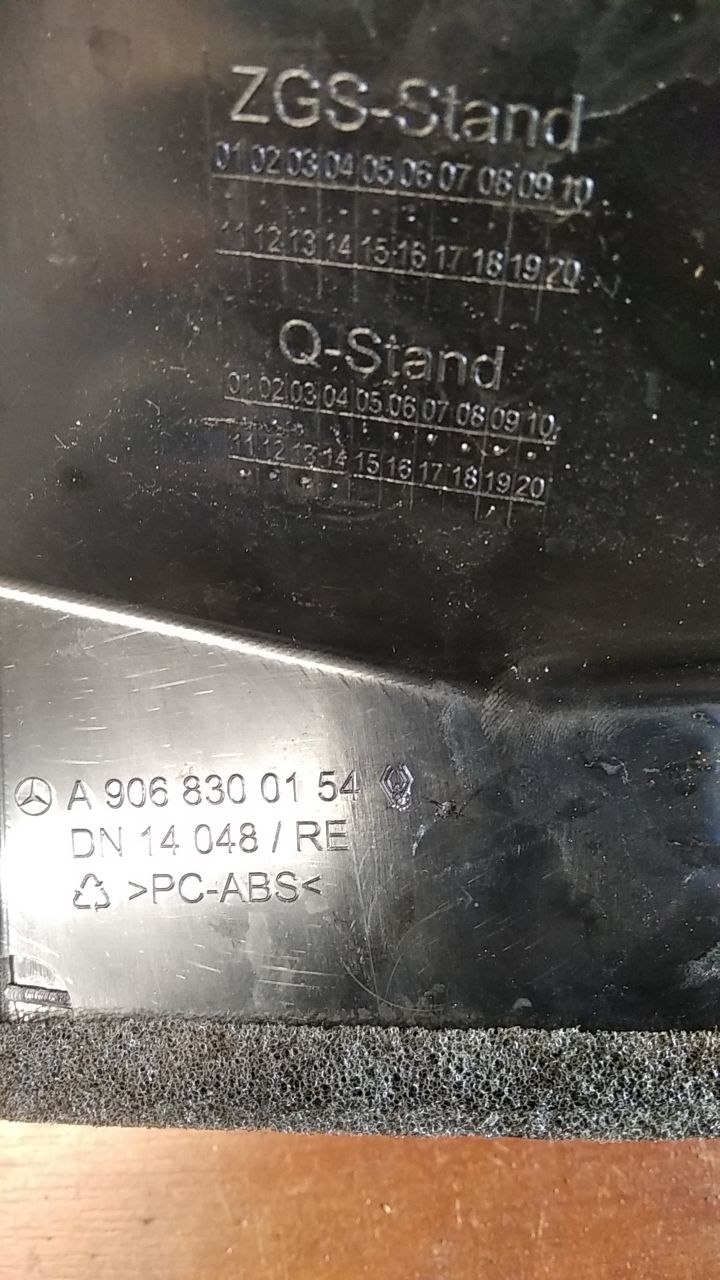 ZGS-Stand
01 02 03 04 05 06 07 08 09 10
11 12 13 14 15 16 17 18 19 20
Q-Stand
01 02 03 04 05 06 07 08 09 10
11 12 13 14 15 16 17 18 19 20
A 906 830 01 54
DN 14 048 / RE
>PC-ABS<